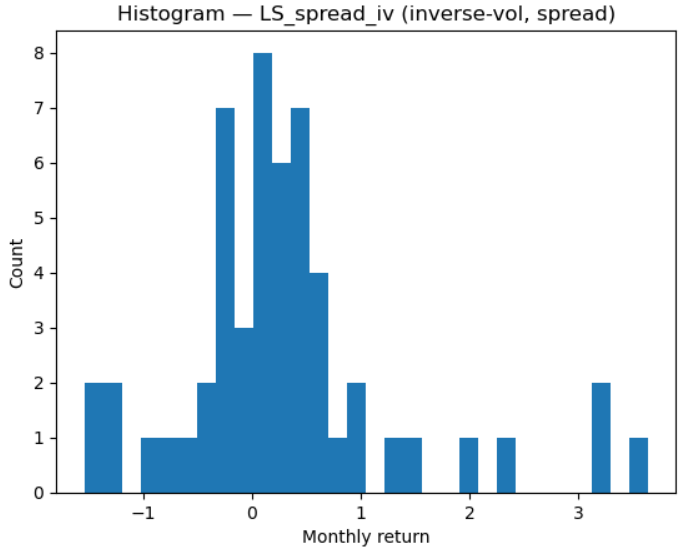 Histogram — LS_spread_iv (inverse-vol, spread)
8
7
6
5
4
3
2
1
0
Count
−1 0 1 2 3
Monthly return